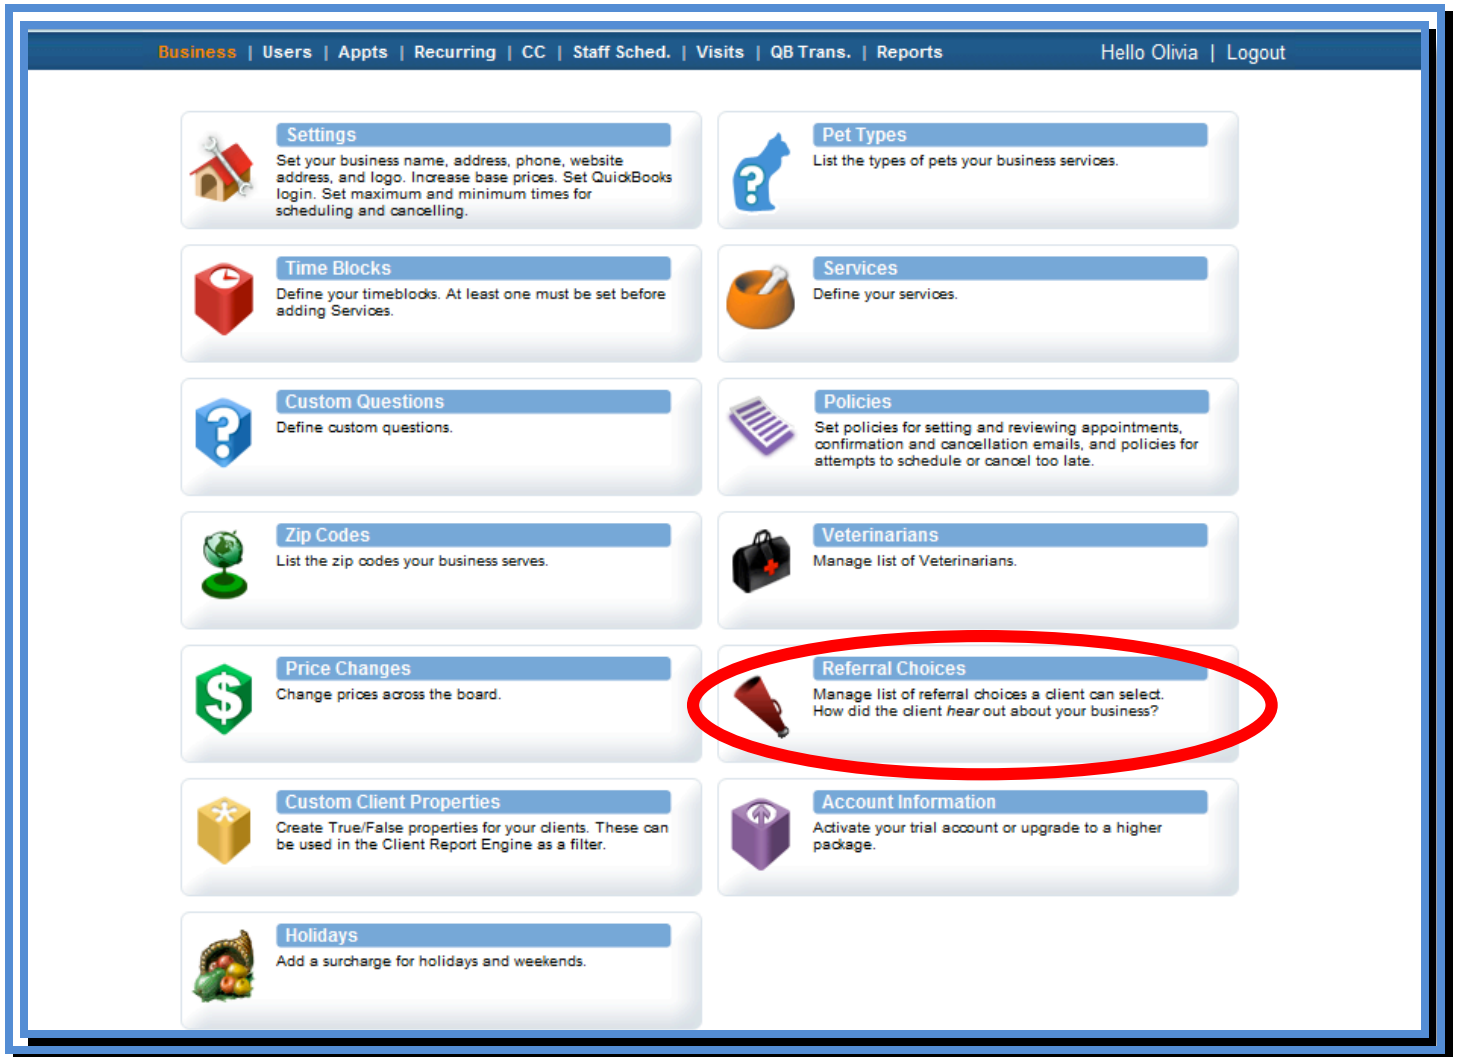 Business | Users | Appts | Recurring | CC | Staff Sched. | Visits | QB Trans. | Reports Hello Olivia | Logout
Settings
Set your business name, address, phone, website
address, and logo. Increase base prices. Set QuickBooks
login. Set maximum and minimum times for
scheduling and cancelling.
Pet Types
List the types of pets your business services.
Time Blocks
Define your timeblocks. At least one must be set before
adding Services.
Services
Define your services.
Custom Questions
Define custom questions.
Policies
Set policies for setting and reviewing appointments,
confirmation and cancellation emails, and policies for
attempts to schedule or cancel too late.
Zip Codes
List the zip codes your business serves.
Veterinarians
Manage list of Veterinarians.
Price Changes
Change prices across the board.
Referral Choices
Manage list of referral choices a client can select.
How did the client hear out about your business?
Custom Client Properties
Create True/False properties for your clients. These can
be used in the Client Report Engine as a filter.
Account Information
Activate your trial account or upgrade to a higher
package.
Holidays
Add a surcharge for holidays and weekends.